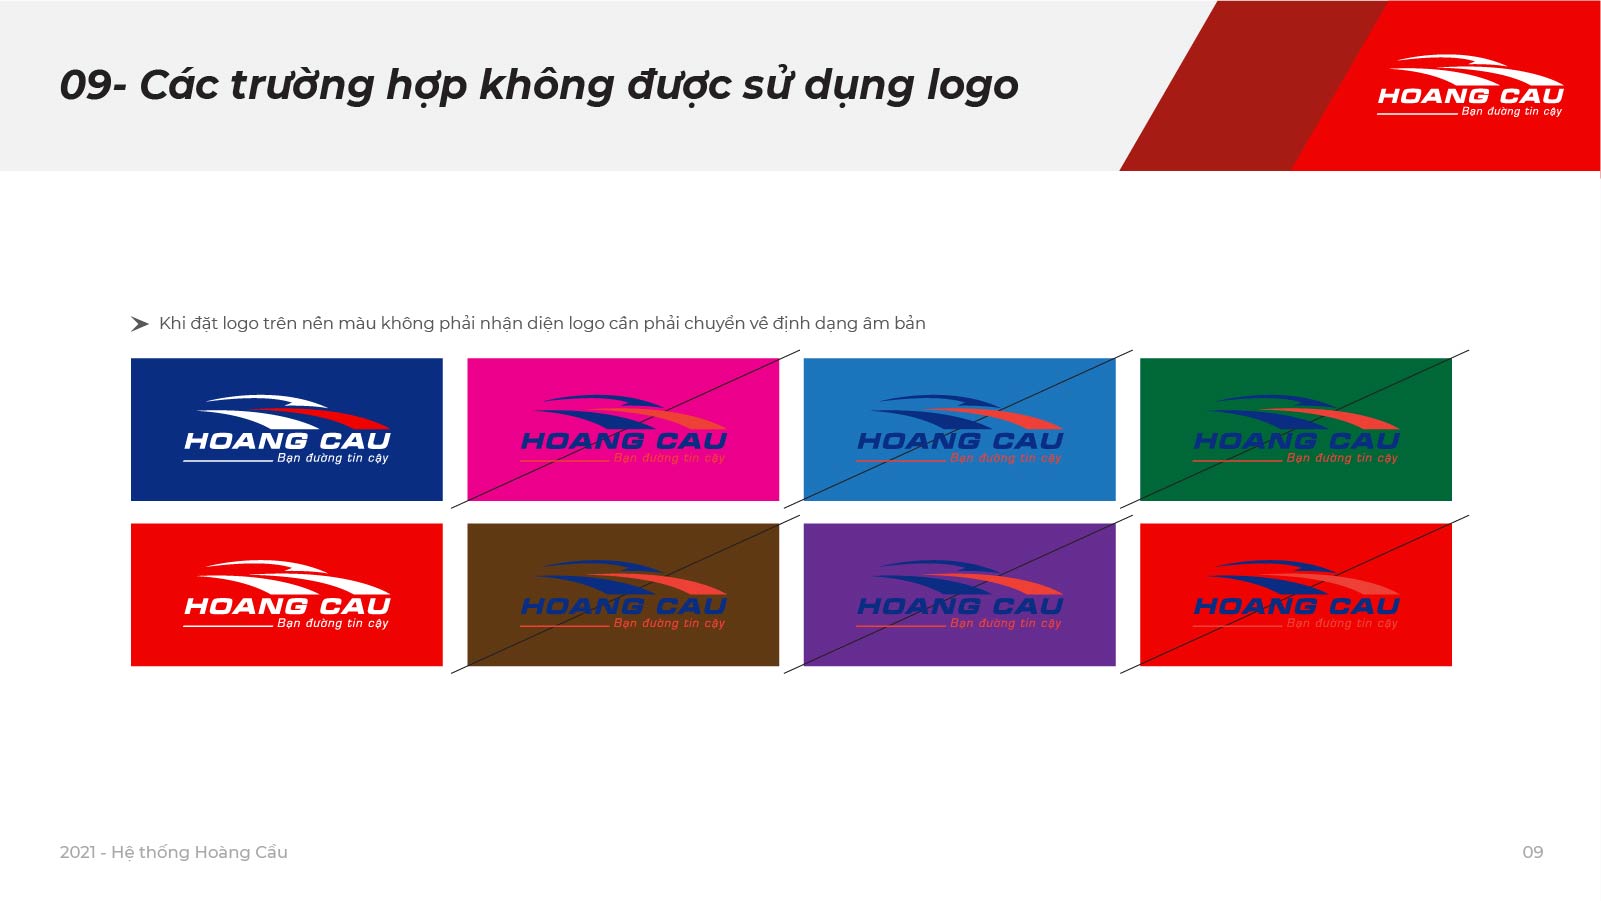 09- Các trường hợp không được sử dụng logo
HOANG CAU
Bạn đường tin cậy
Khi đặt logo trên nền màu không phải nhận diện logo cần phải chuyển về định dạng âm bản
HOANG CAU
Bạn đường tin cậy
HOANG CAU
Bạn đường tin cậy
HOANG CAU
Bạn đường tin cậy
HOANG CAU
Bạn đường tin cậy
HOANG CAU
Bạn đường tin cậy
HOANG CAU
Bạn đường tin cậy
HOANG CAU
Bạn đường tin cậy
HOANG CAU
Bạn đường tin cậy
2021 - Hệ thống Hoàng Cầu
09